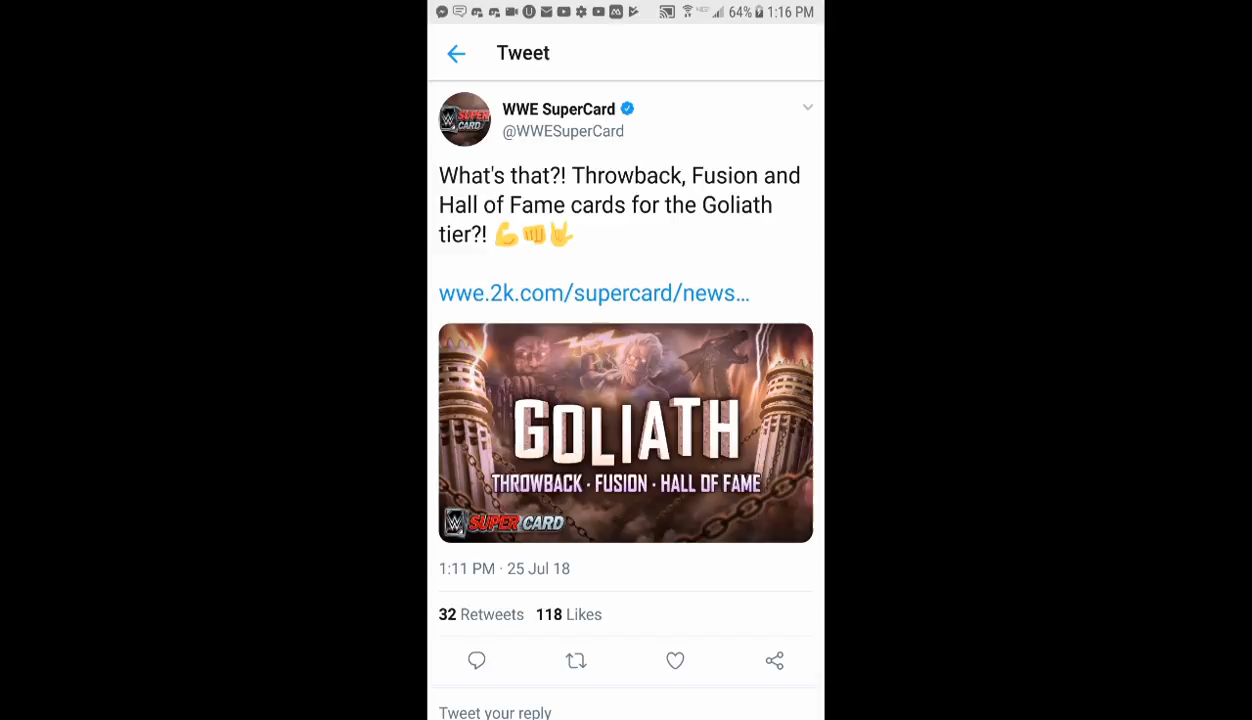 64% 1:16 PM
Tweet
WWE SuperCard
@WWESuperCard
What's that?! Throwback, Fusion and
Hall of Fame cards for the Goliath
tier?! 💪👊🤟
wwe.2k.com/supercard/news…
GOLIATH
THROWBACK · FUSION · HALL OF FAME
SUPERCARD
1:11 PM · 25 Jul 18
32 Retweets 118 Likes
Tweet your reply